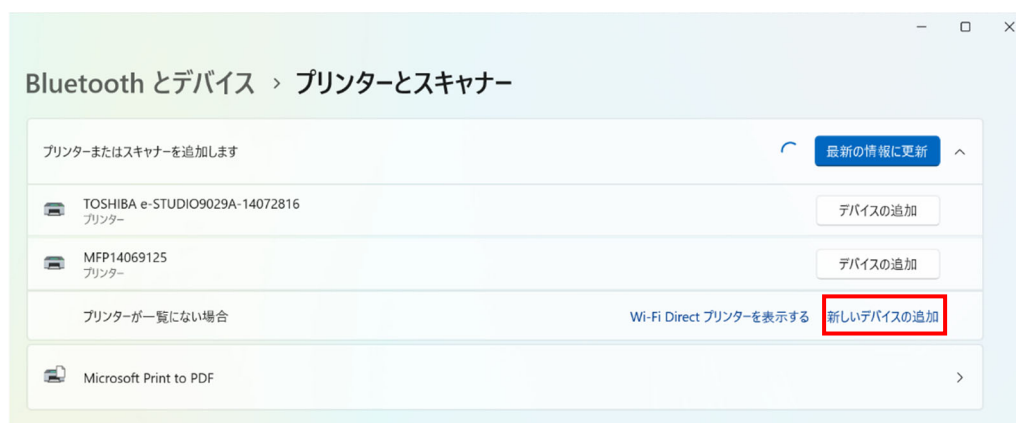 Bluetooth とデバイス › プリンターとスキャナー
プリンターまたはスキャナーを追加します 最新の情報に更新
TOSHIBA e-STUDIO9029A-14072816
プリンター
デバイスの追加
MFP14069125
プリンター
デバイスの追加
プリンターが一覧にない場合 Wi-Fi Direct プリンターを表示する 新しいデバイスの追加
Microsoft Print to PDF